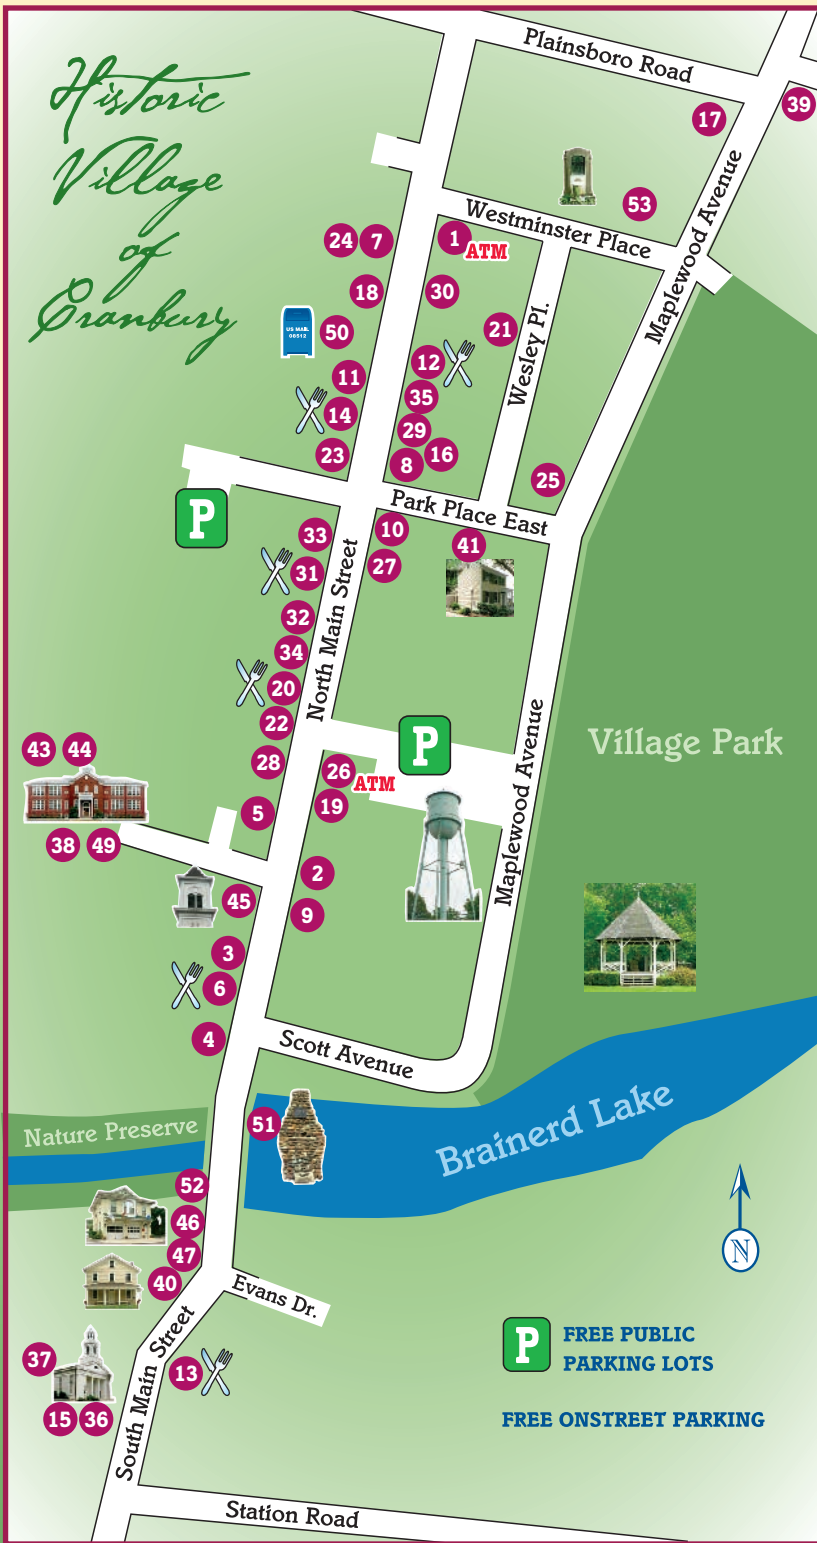 Historic
Village
of
Cranbury
Plainsboro Road
39
17
53
Westminster Place
Maplewood Avenue
24
7
1
ATM
18
30
US MAIL
08512
50
21
Wesley Pl.
12
11
35
14
29
23
8
16
25
P
Park Place East
33
10
41
31
27
32
34
North Main Street
20
22
43
44
28
26
ATM
P
Village Park
5
19
38
49
Maplewood Avenue
2
45
9
3
6
4
Scott Avenue
Nature Preserve
51
Brainerd Lake
52
46
47
40
Evans Dr.
N
37
13
15
36
South Main Street
P
FREE PUBLIC
PARKING LOTS
FREE ONSTREET PARKING
Station Road